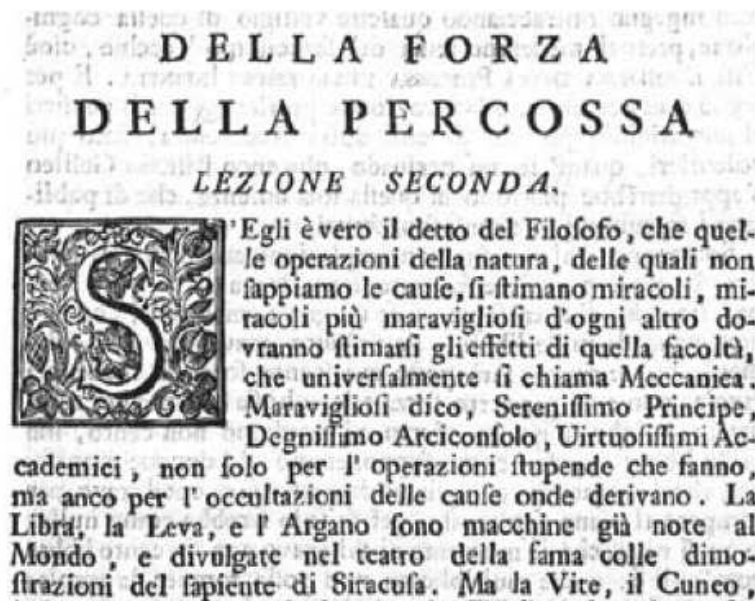 DELLA FORZA
DELLA PERCOSSA
LEZIONE SECONDA.
S'Egli è vero il detto del Filoſofo, che quel-
le operazioni della natura, delle quali non
ſappiamo le cauſe, ſi ſtimano miracoli, mi-
racoli più maraviglioſi d'ogni altro do-
vranno ſtimarſi gli effetti di quella facoltà,
che univerſalmente ſi chiama Meccanica.
Maraviglioſi dico, Sereniſſimo Principe,
Degniſſimo Arciconſolo, Uirtuoſiſſimi Ac-
cademici, non ſolo per l' operazioni ſtupende che fanno,
ma anco per l' occultazioni delle cauſe onde derivano. La
Libra, la Leva, e l' Argano ſono macchine già note al
Mondo, e divulgate nel teatro della fama colle dimo-
ſtrazioni del ſapiente di Siracuſa. Ma la Vite, il Cuneo,